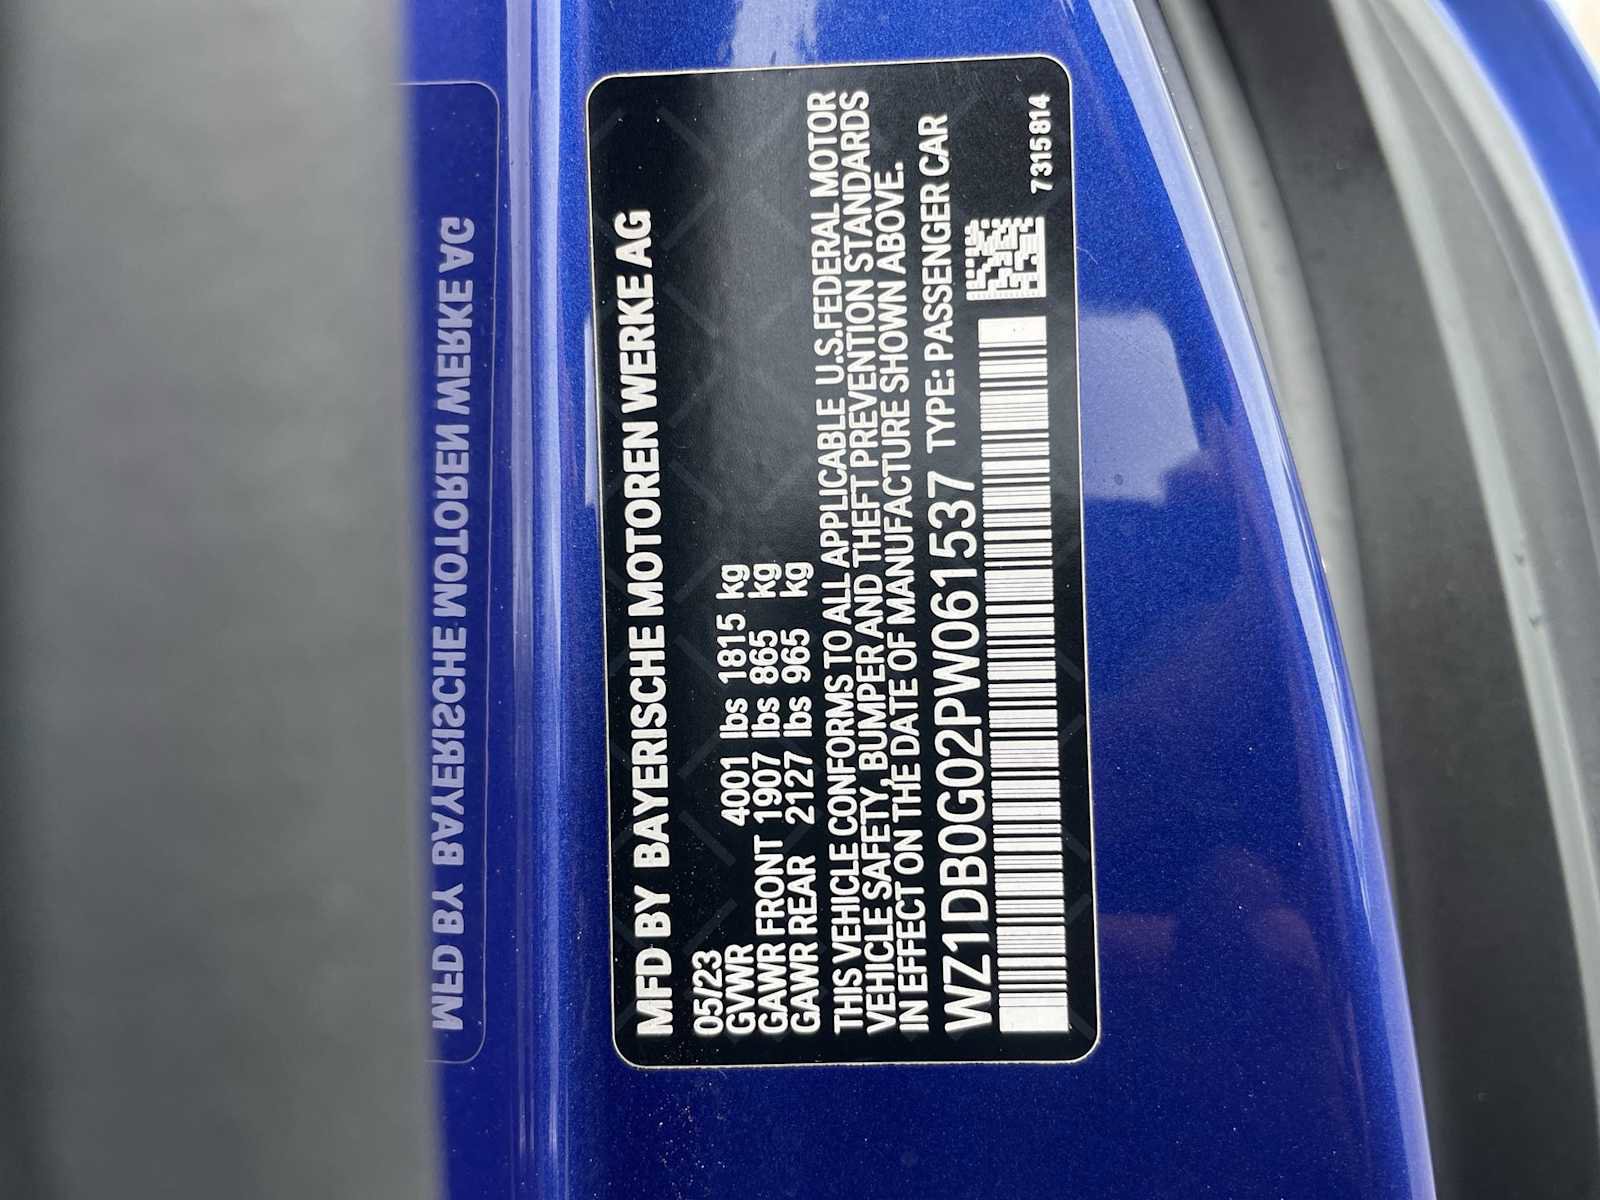 MFD BY BAYERISCHE MOTOREN WERKE AG
05/23
GVWR 4001 lbs 1815 kg
GAWR FRONT 1907 lbs 865 kg
GAWR REAR 2127 lbs 965 kg
THIS VEHICLE CONFORMS TO ALL APPLICABLE U.S.FEDERAL MOTOR
VEHICLE SAFETY, BUMPER AND THEFT PREVENTION STANDARDS
IN EFFECT ON THE DATE OF MANUFACTURE SHOWN ABOVE.
WZ1DB0G02PW061537 TYPE: PASSENGER CAR
7315814
MFD BY BAYERISCHE MOTOREN WERKE AG